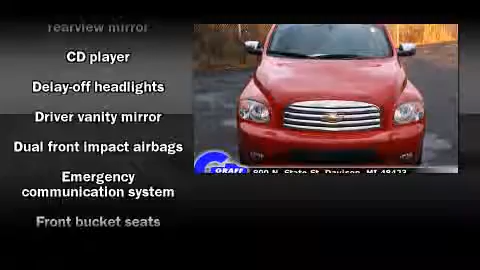 rearview mirror
CD player
Delay-off headlights
Driver vanity mirror
Dual front impact airbags
Emergency
communication system
Front bucket seats
GRAFF
800 N. State St. Davison, MI 48423